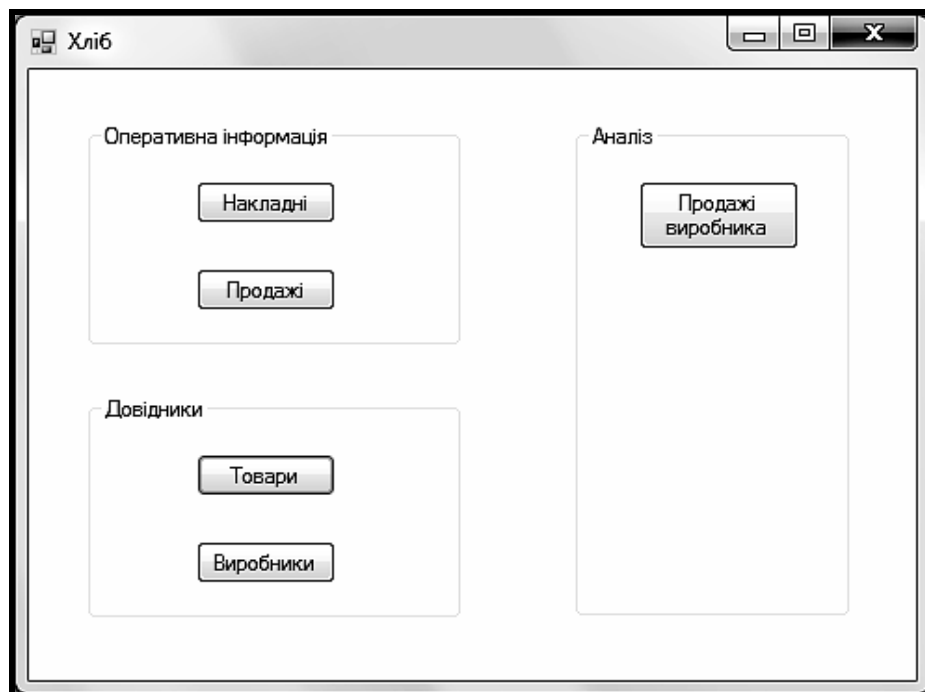 Хліб
Оперативна інформація
Накладні
Продажі
Довідники
Товари
Виробники
Аналіз
Продажі
виробника